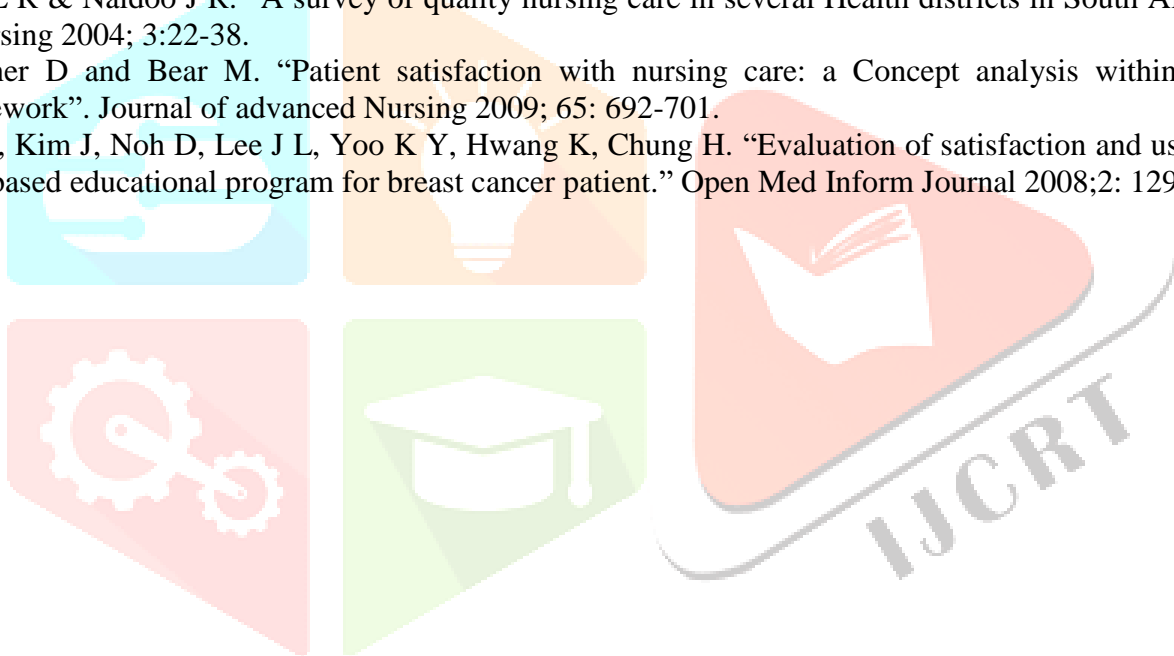 R & Naidoo J R. “A survey of quality nursing care in several Health districts in South
sing 2004; 3:22-38.
her D and Bear M. “Patient satisfaction with nursing care: a Concept analysis within
ework”. Journal of advanced Nursing 2009; 65: 692-701.
, Kim J, Noh D, Lee J L, Yoo K Y, Hwang K, Chung H. “Evaluation of satisfaction and us
based educational program for breast cancer patient.” Open Med Inform Journal 2008;2: 129
IJCRT